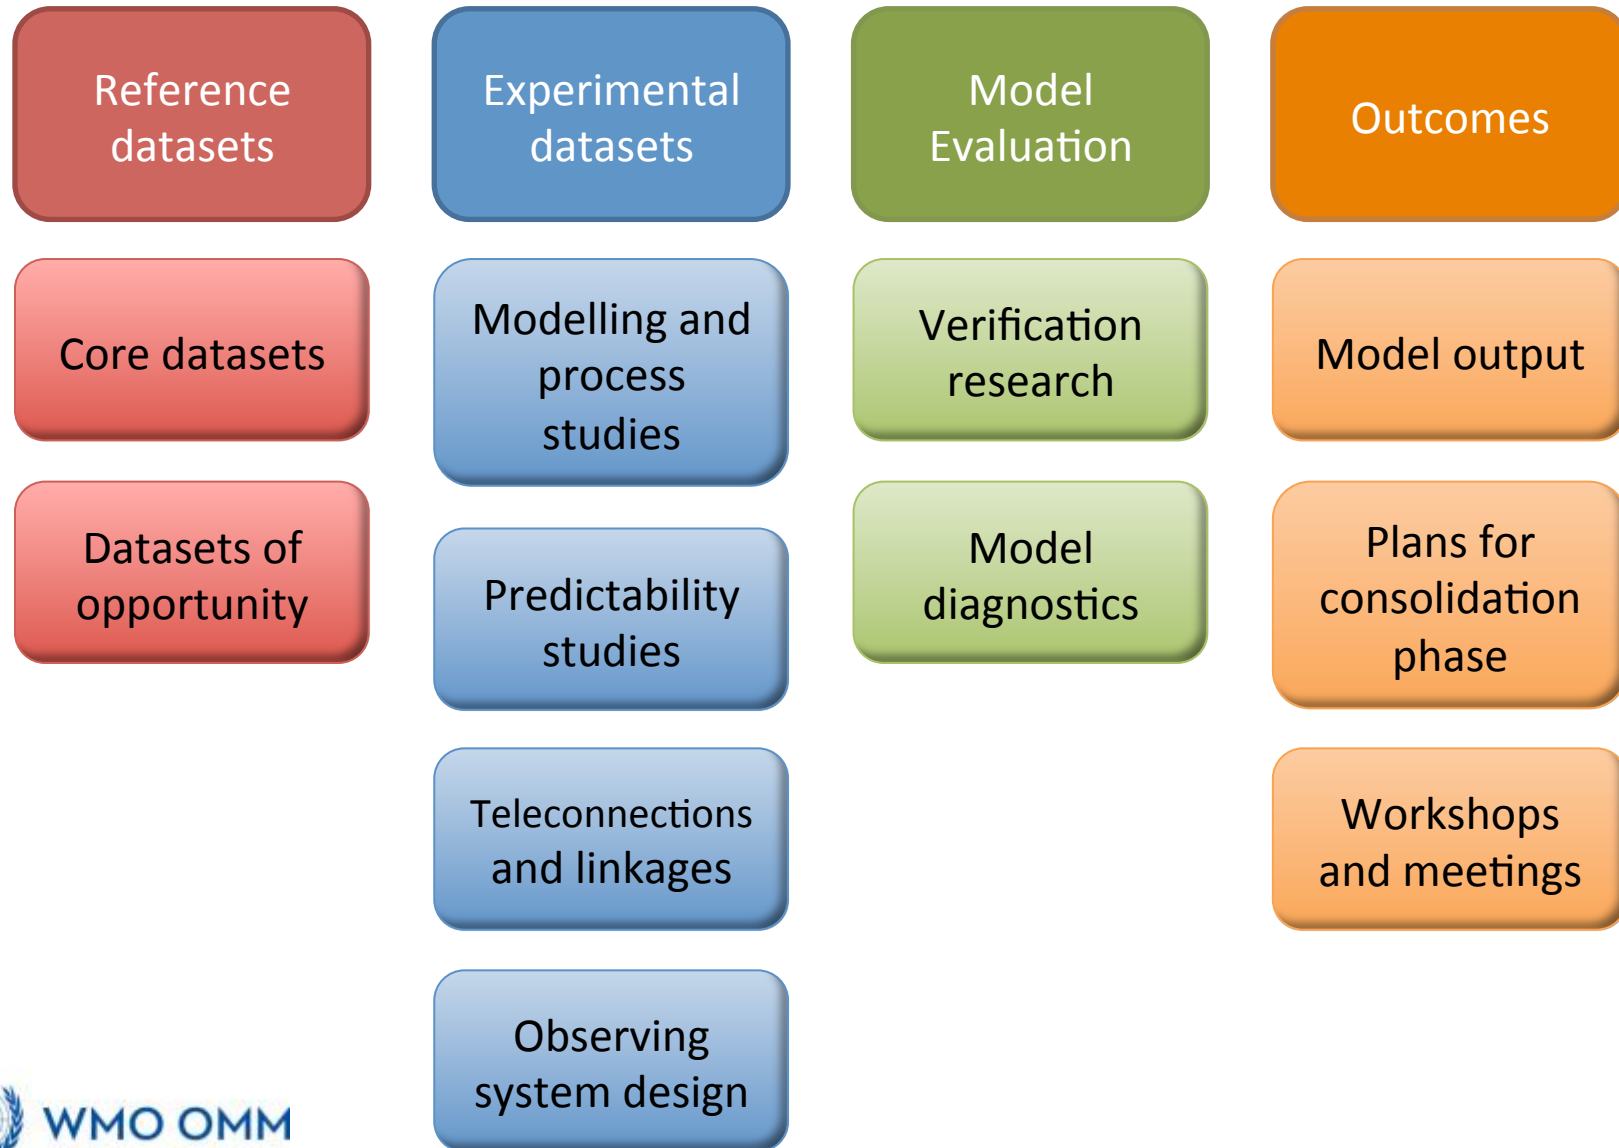 Reference
datasets
Experimental
datasets
Model
Evaluation
Outcomes
Core datasets
Datasets of
opportunity
Modelling and
process
studies
Predictability
studies
Teleconnections
and linkages
Observing
system design
Verification
research
Model
diagnostics
Model output
Plans for
consolidation
phase
Workshops
and meetings
WMO OMM